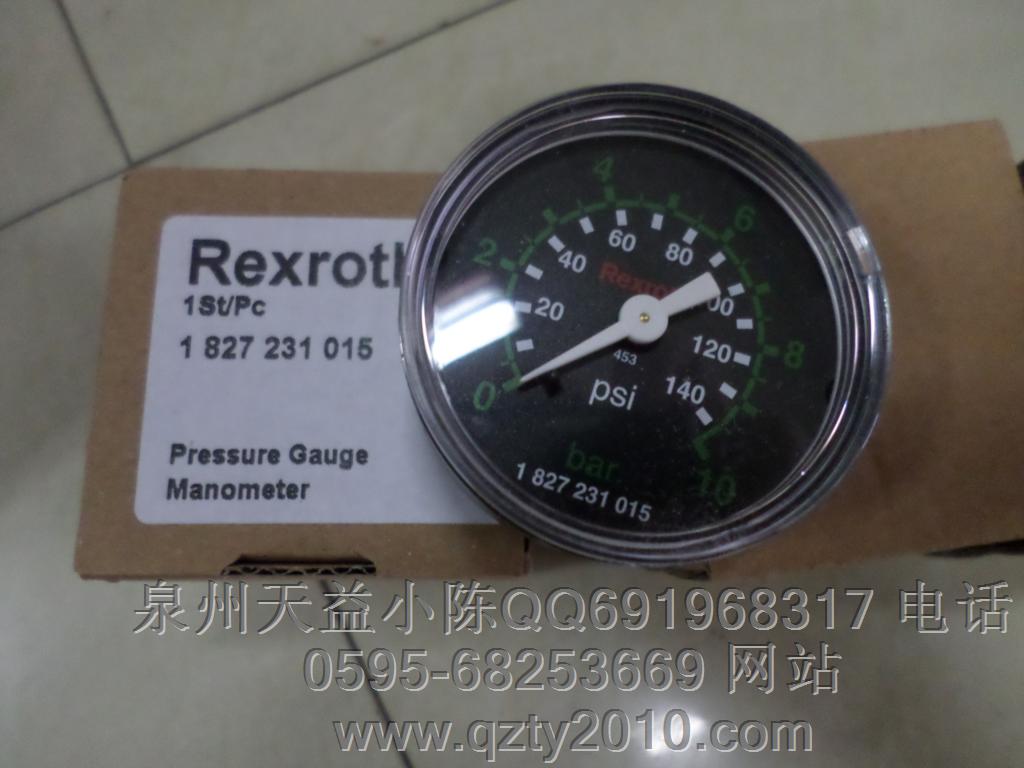 Rexroth
1St/Pc
1 827 231 015
Pressure Gauge
Manometer
0
2
4
6
8
10
20
40
60
80
100
120
140
Rexroth
453
psi
bar
1 827 231 015
泉州天益小陈QQ691968317 电话
0595-68253669 网站
www.qzty2010.com